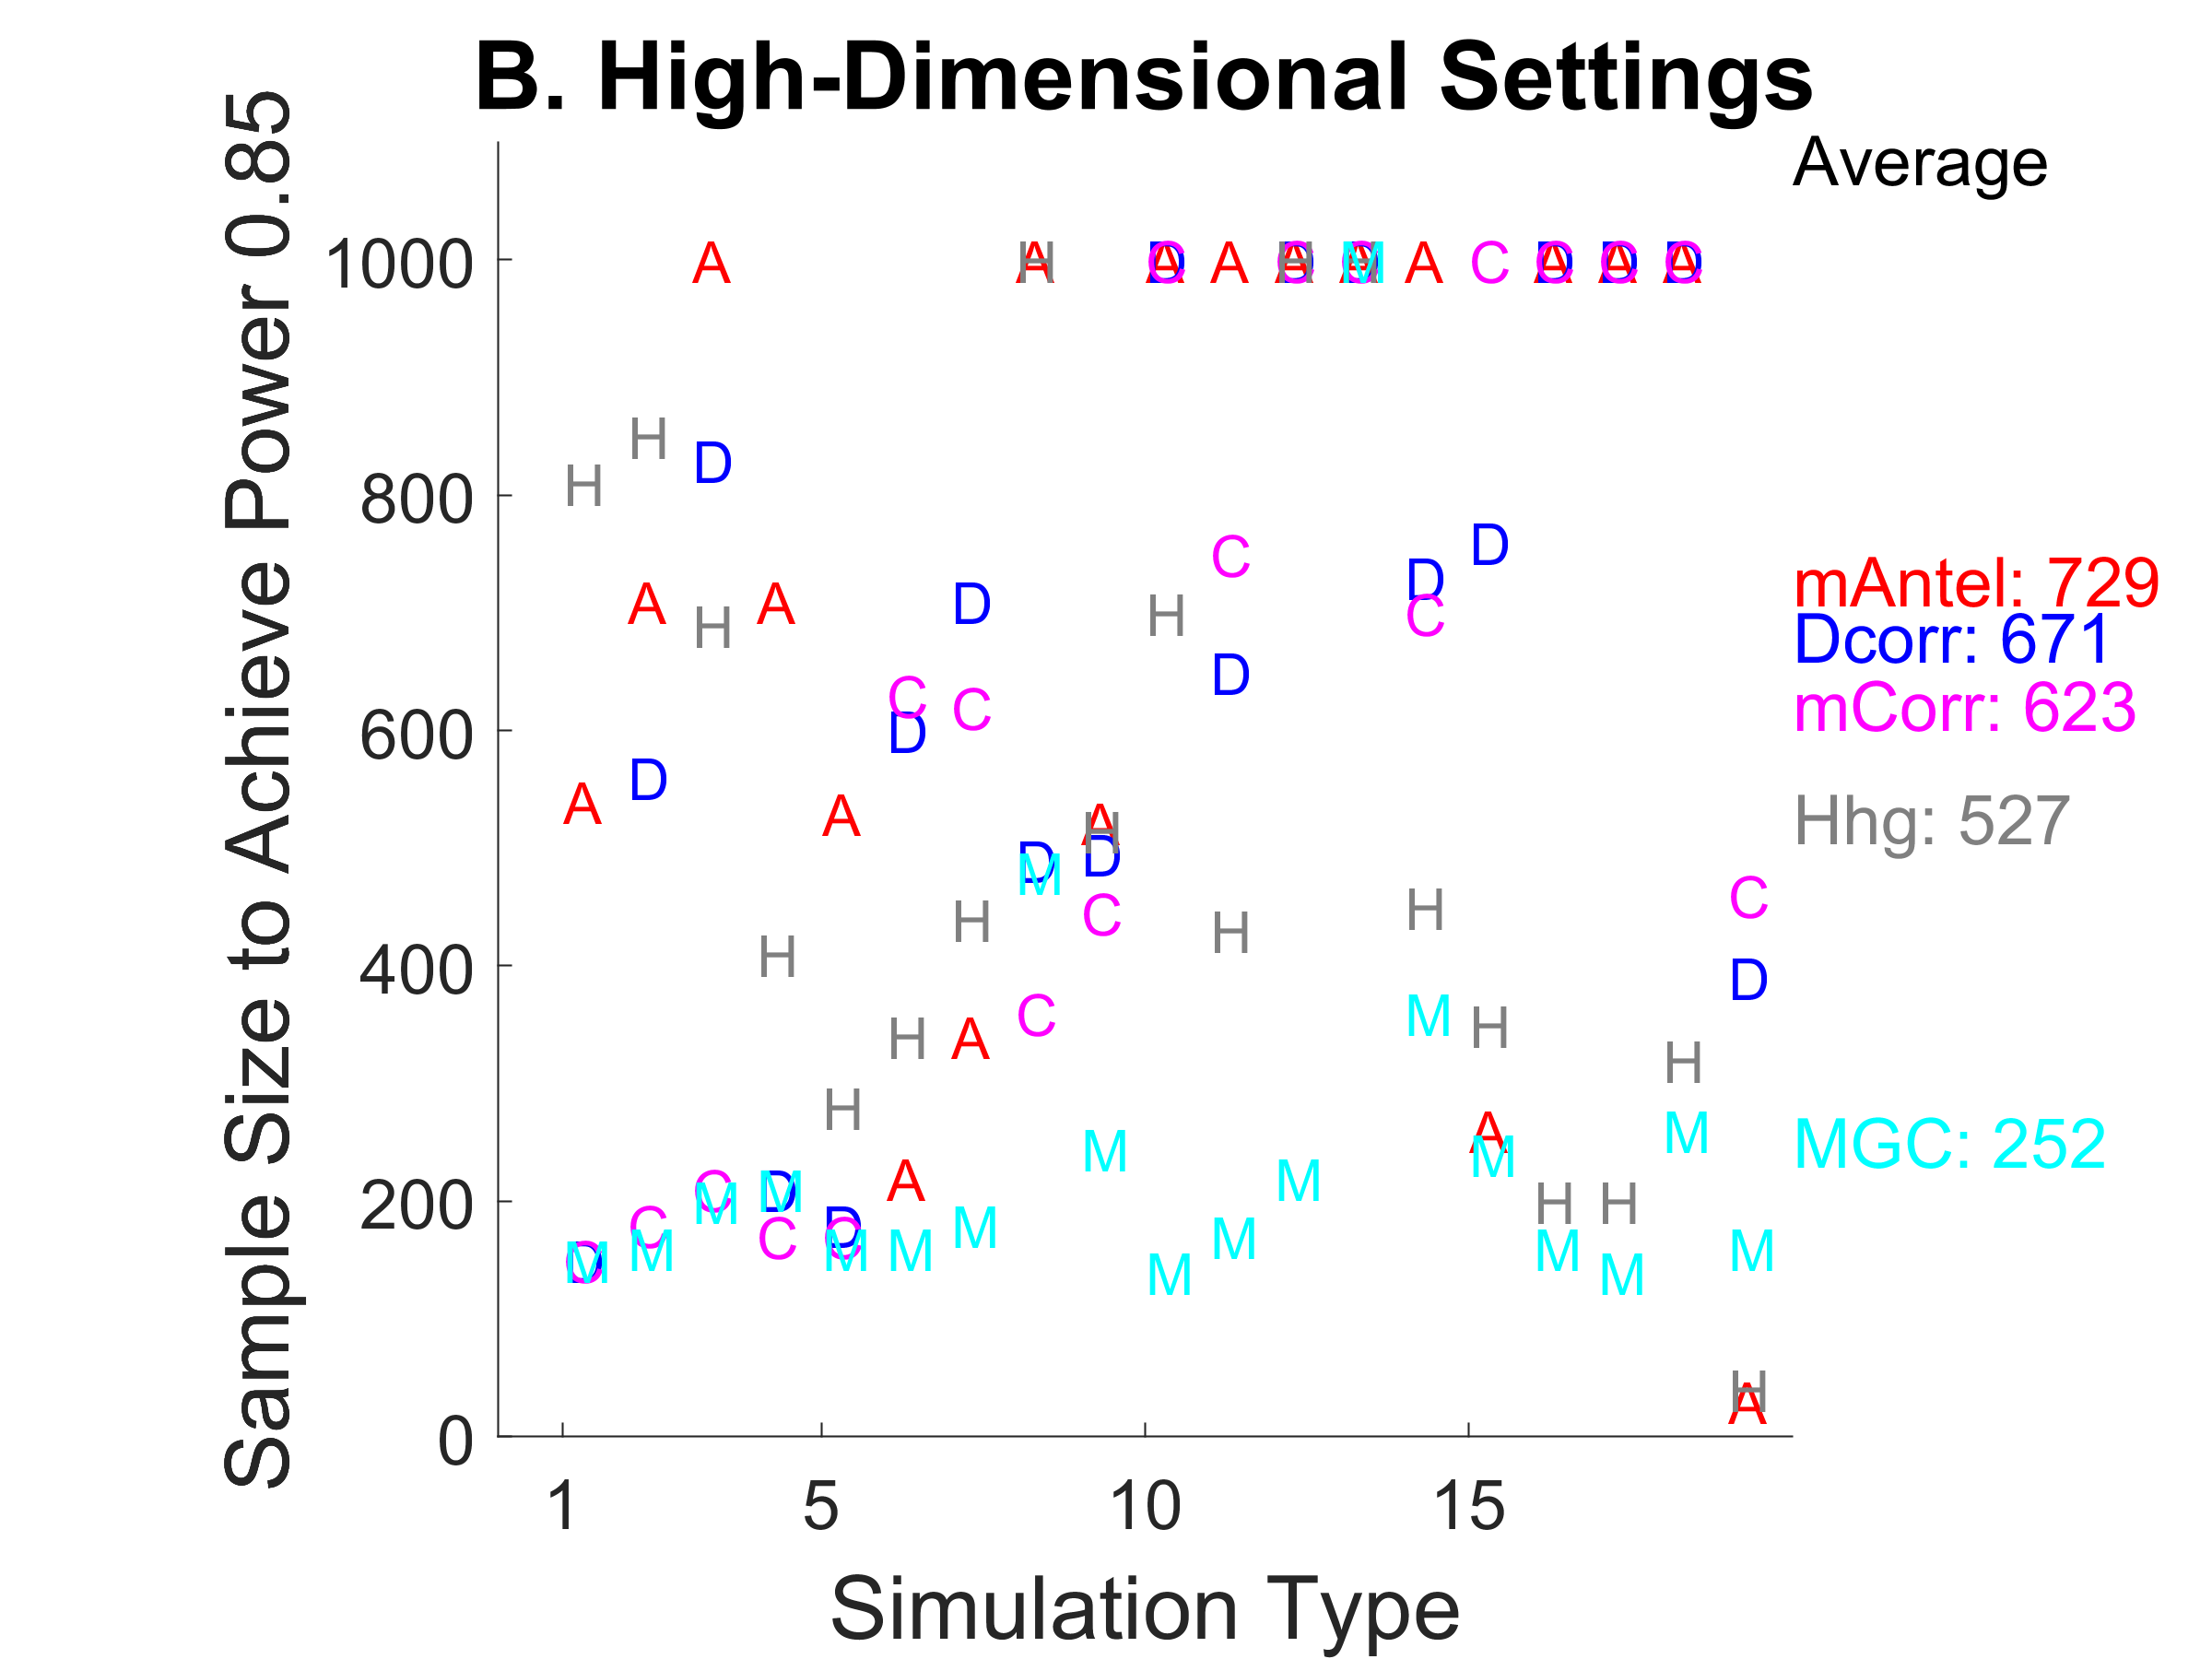 B. High-Dimensional Settings
Average
Sample Size to Achieve Power 0.85
1000
800
600
400
200
0
1 5 10 15
Simulation Type
mAntel: 729
Dcorr: 671
mCorr: 623
Hhg: 527
MGC: 252